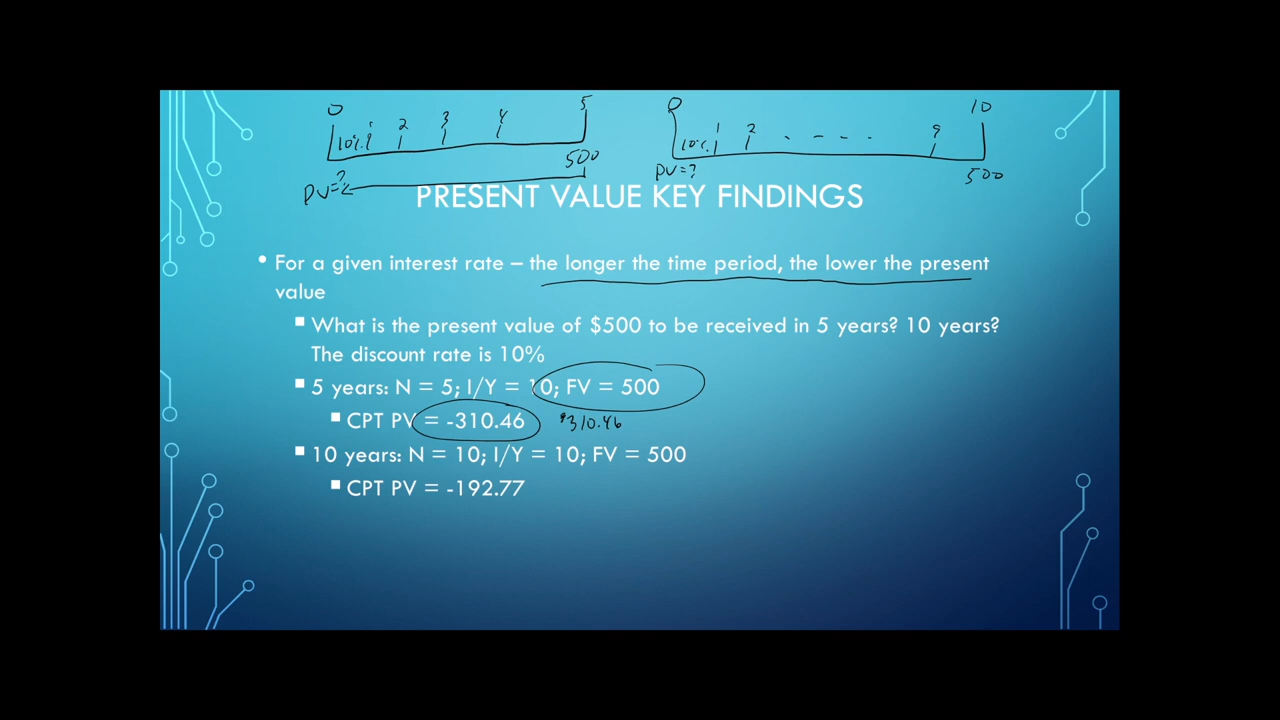 0 5 0 10
10% 1 2 3 4 10% 1 2 9
500
PV=? PV=? 500
PRESENT VALUE KEY FINDINGS
• For a given interest rate – the longer the time period, the lower the present
value
▪ What is the present value of $500 to be received in 5 years? 10 years?
The discount rate is 10%
▪ 5 years: N = 5; I/Y = 10; FV = 500
▪ CPT PV = -310.46 $310.46
▪ 10 years: N = 10; I/Y = 10; FV = 500
▪ CPT PV = -192.77